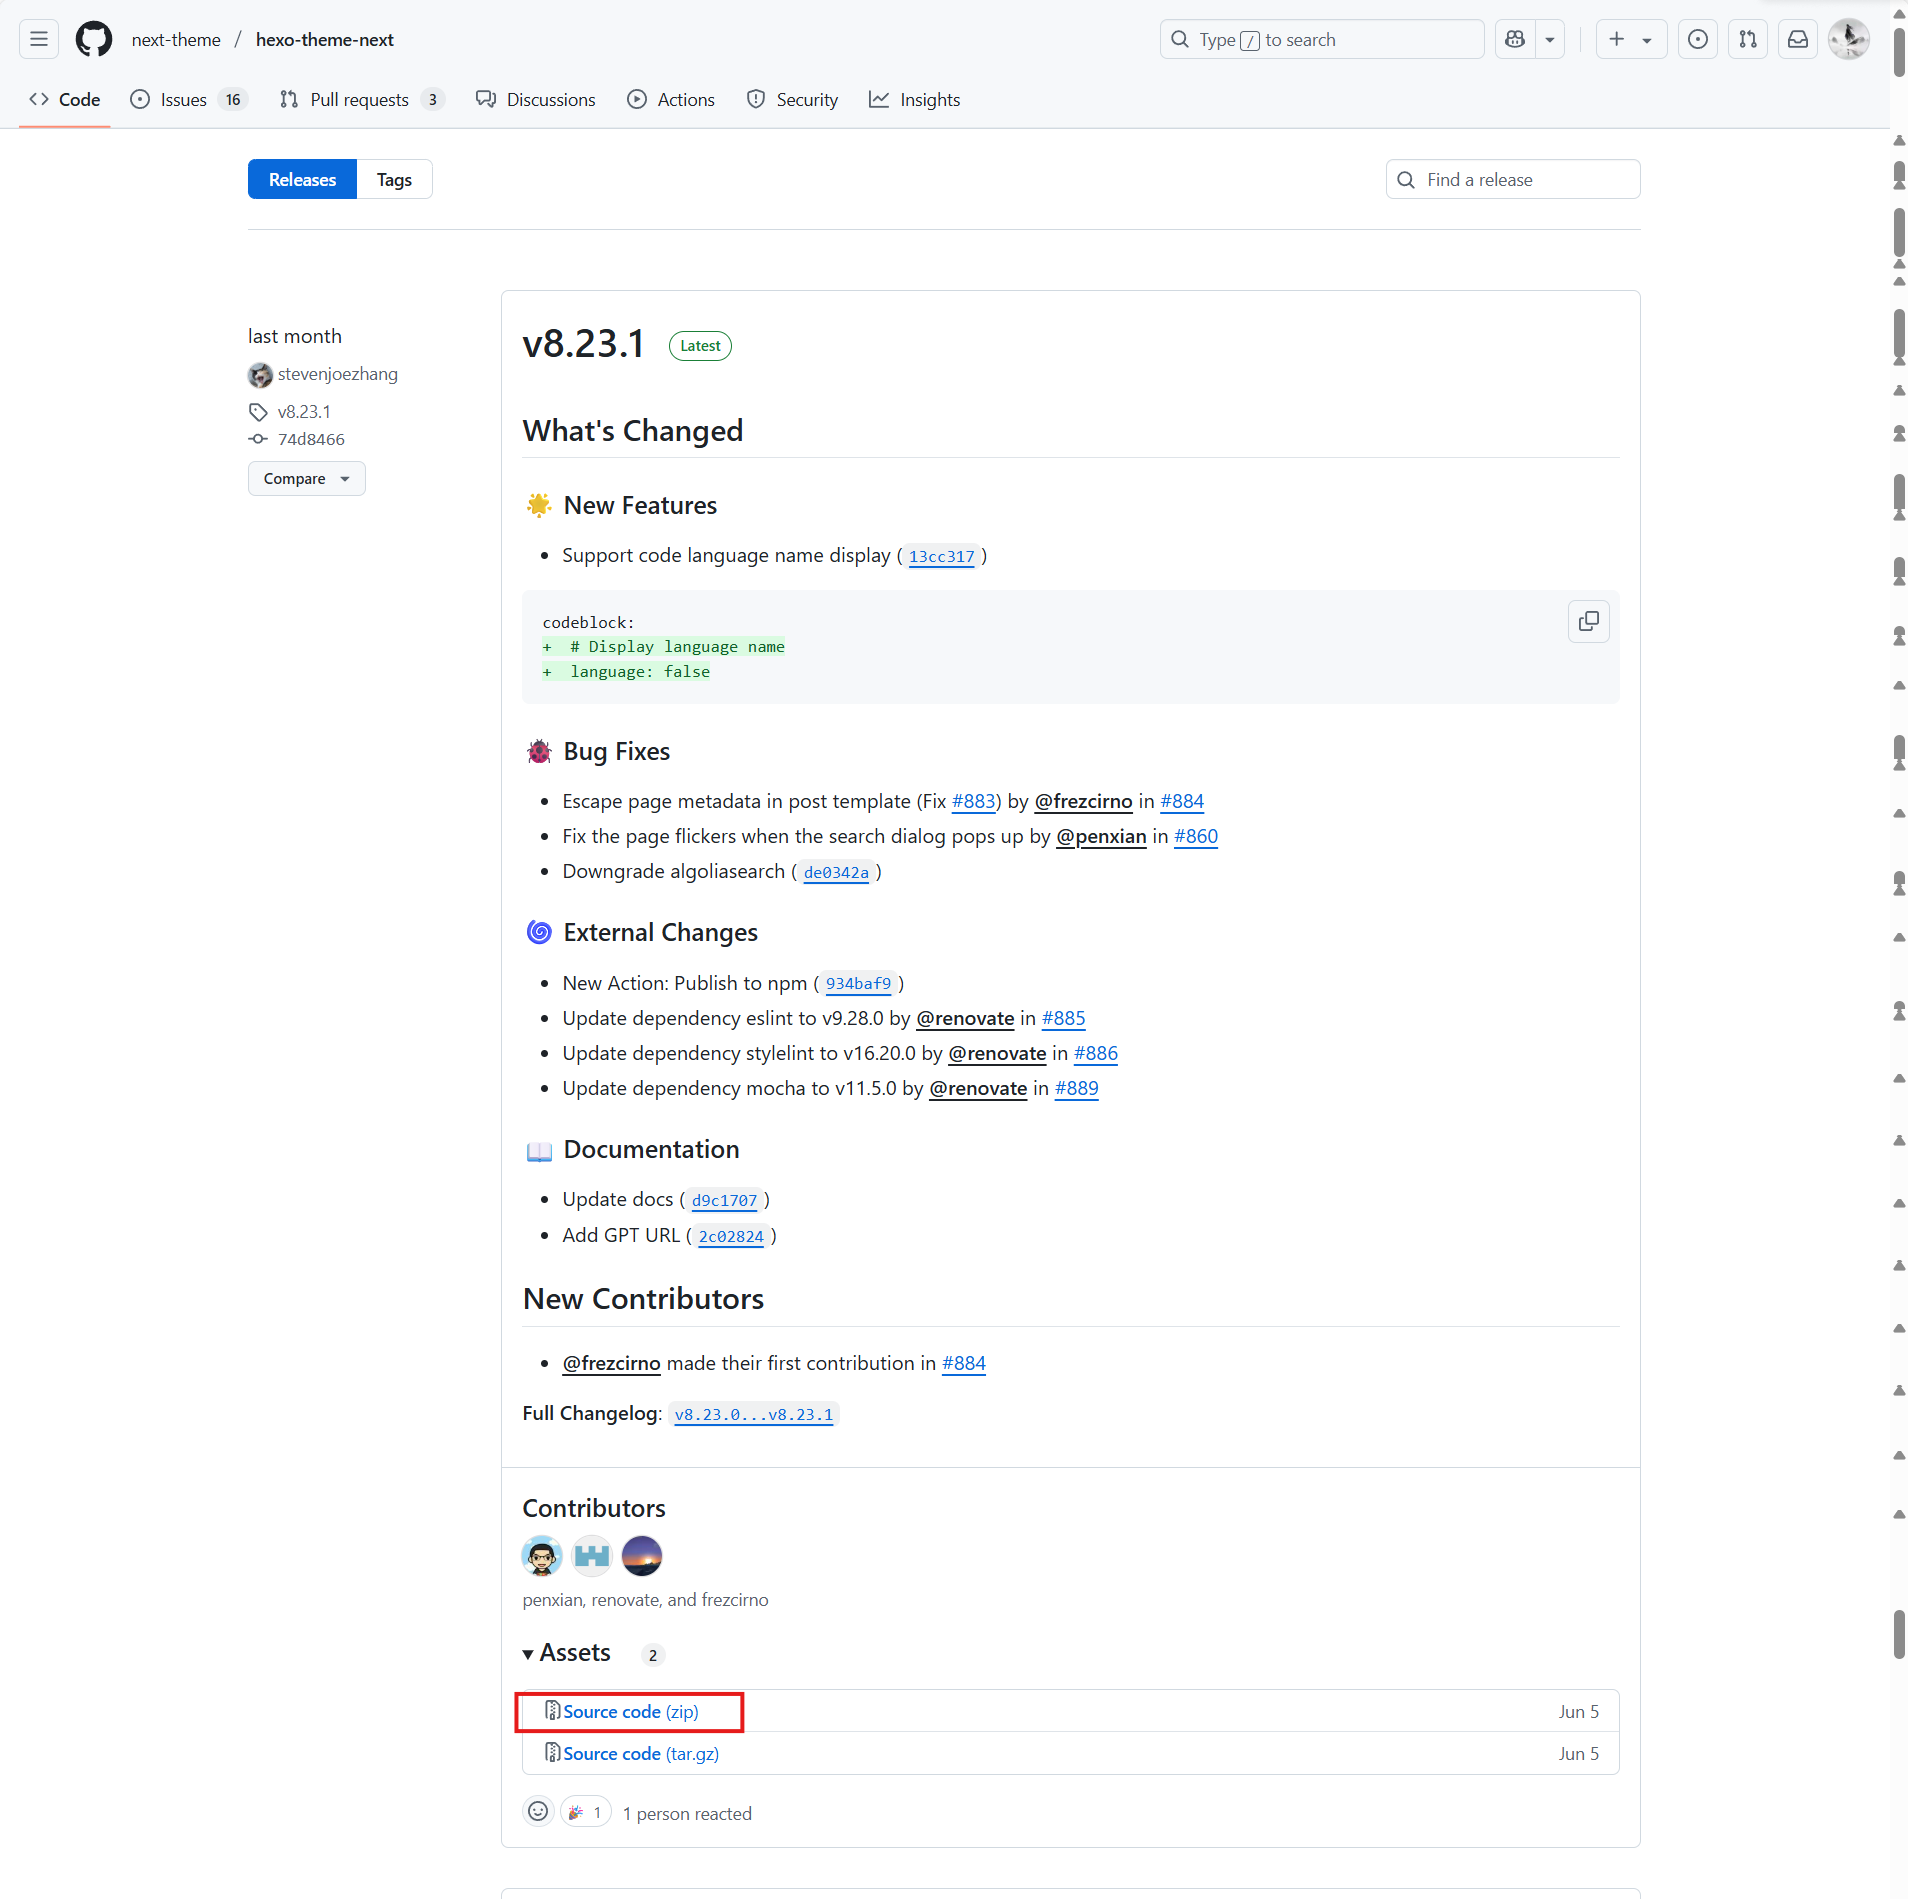 next-theme / hexo-theme-next
Type / to search
Code
Issues 16
Pull requests 3
Discussions
Actions
Security
Insights
Releases
Tags
Find a release
last month
stevenjoezhang
v8.23.1
74d8466
Compare
v8.23.1 Latest
What's Changed
New Features
Support code language name display ( 13cc317 )
codeblock:
+  # Display language name
+  language: false
Bug Fixes
Escape page metadata in post template (Fix #883) by @frezcirno in #884
Fix the page flickers when the search dialog pops up by @penxian in #860
Downgrade algoliasearch ( de0342a )
External Changes
New Action: Publish to npm ( 934baf9 )
Update dependency eslint to v9.28.0 by @renovate in #885
Update dependency stylelint to v16.20.0 by @renovate in #886
Update dependency mocha to v11.5.0 by @renovate in #889
Documentation
Update docs ( d9c1707 )
Add GPT URL ( 2c02824 )
New Contributors
@frezcirno made their first contribution in #884
Full Changelog: v8.23.0...v8.23.1
Contributors
penxian, renovate, and frezcirno
Assets 2
Source code (zip) Jun 5
Source code (tar.gz) Jun 5
1 1 person reacted